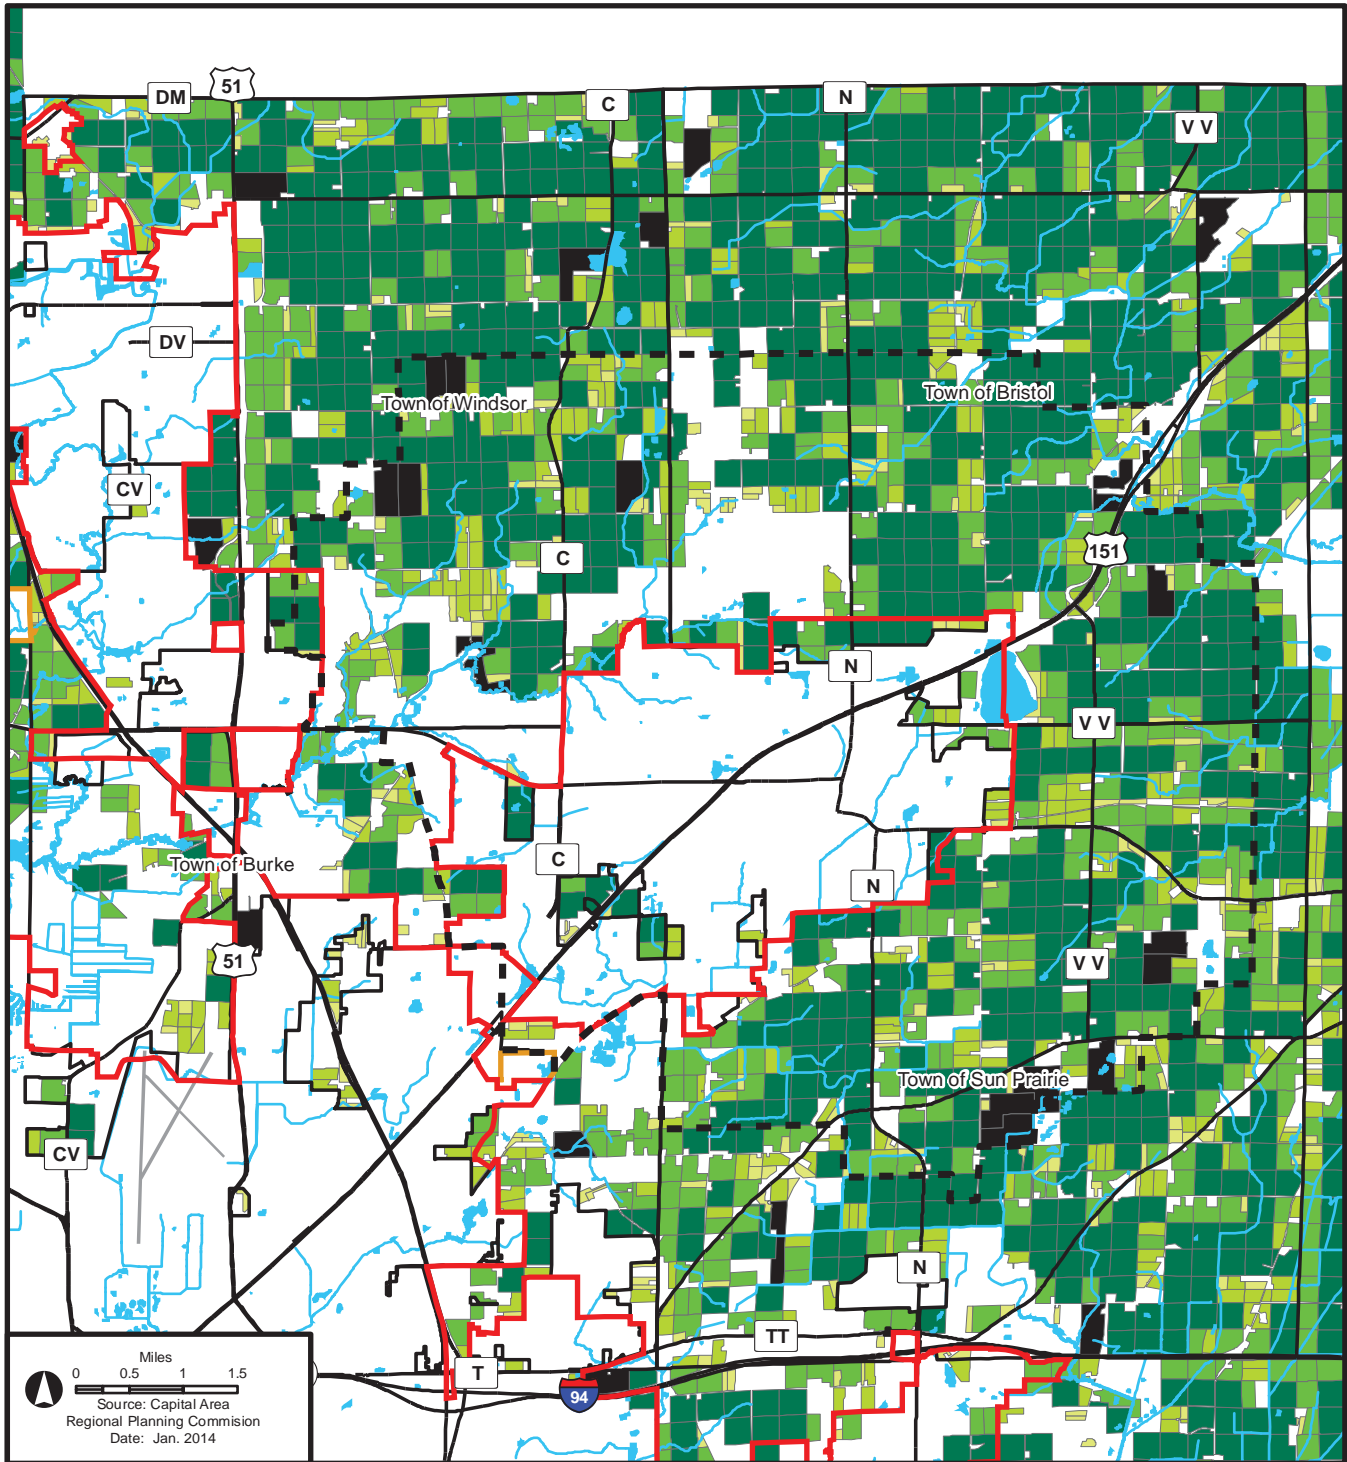 51
DM
C
N
V V
DV
Town of Windsor
Town of Bristol
CV
C
151
N
V V
Town of Burke
C
N
51
V V
Town of Sun Prairie
CV
N
TT
T
94
Miles
0 0.5 1 1.5
Source: Capital Area
Regional Planning Commision
Date: Jan. 2014